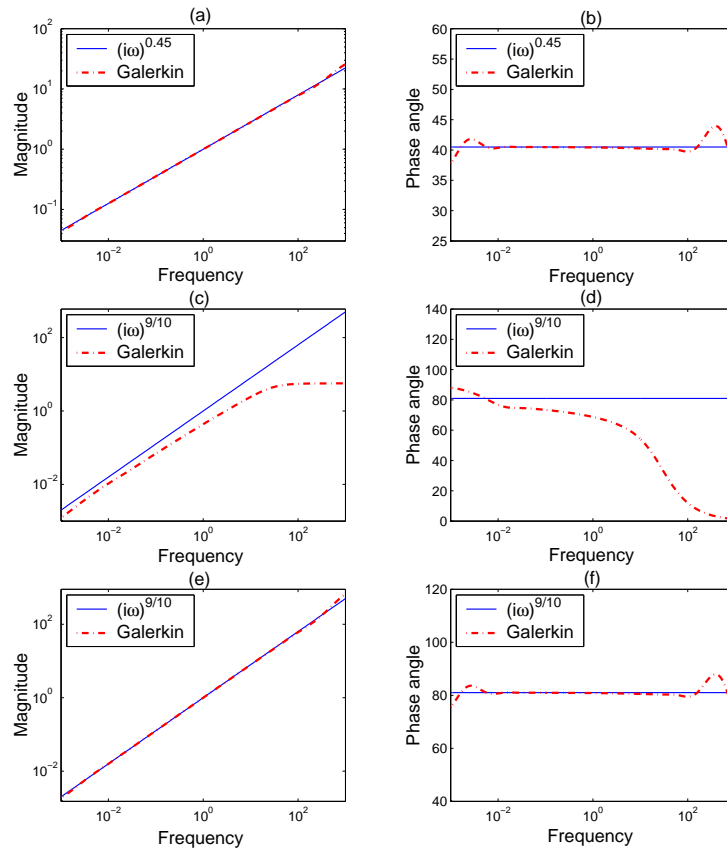 (a)
(iω)^0.45
Galerkin
10^2
10^1
10^0
10^−1
Magnitude
10^−2
10^0
10^2
Frequency
(b)
(iω)^0.45
Galerkin
60
55
50
45
40
35
30
25
Phase angle
10^−2
10^0
10^2
Frequency
(c)
(iω)^9/10
Galerkin
10^2
10^0
10^−2
Magnitude
10^−2
10^0
10^2
Frequency
(d)
(iω)^9/10
Galerkin
140
120
100
80
60
40
20
0
Phase angle
10^−2
10^0
10^2
Frequency
(e)
(iω)^9/10
Galerkin
10^2
10^0
10^−2
Magnitude
10^−2
10^0
10^2
Frequency
(f)
(iω)^9/10
Galerkin
120
100
80
60
40
Phase angle
10^−2
10^0
10^2
Frequency